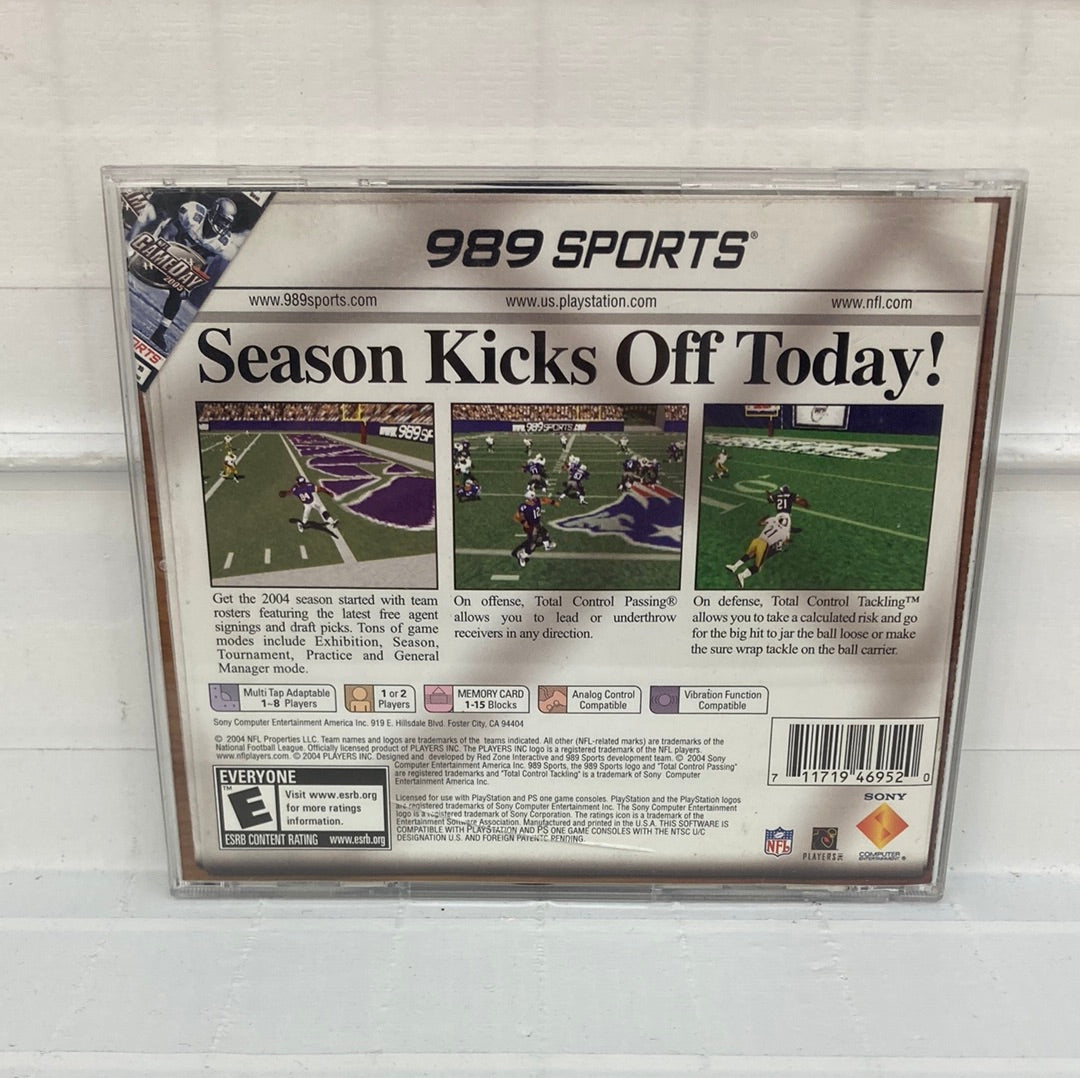 989 SPORTS®
www.989sports.com www.us.playstation.com www.nfl.com
GAMEDAY
2005
Season Kicks Off Today!
989 SP
www.989SPORTS.com
84
12
21
21
Get the 2004 season started with team
rosters featuring the latest free agent
signings and draft picks. Tons of game
modes include Exhibition, Season,
Tournament, Practice and General
Manager mode.
On offense, Total Control Passing®
allows you to lead or underthrow
receivers in any direction.
On defense, Total Control Tackling™
allows you to take a calculated risk and go
for the big hit to jar the ball loose or make
the sure wrap tackle on the ball carrier.
Multi Tap Adaptable
1~8 Players
1 or 2
Players
MEMORY CARD
1-15 Blocks
Analog Control
Compatible
Vibration Function
Compatible
Sony Computer Entertainment America Inc. 919 E. Hillsdale Blvd. Foster City, CA 94404
© 2004 NFL Properties LLC. Team names and logos are trademarks of the teams indicated. All other (NFL-related marks) are trademarks of the
National Football League. Officially licensed product of PLAYERS INC. The PLAYERS INC logo is a registered trademark of the NFL players.
www.nflplayers.com. © 2004 PLAYERS INC. Designed and developed by Red Zone Interactive and 989 Sports development team. © 2004 Sony
Computer Entertainment America Inc. 989 Sports, the 989 Sports logo and "Total Control Passing"
are registered trademarks and "Total Control Tackling" is a trademark of Sony Computer
Entertainment America Inc.
Licensed for use with PlayStation and PS one game consoles. PlayStation and the PlayStation logos
are registered trademarks of Sony Computer Entertainment Inc. The Sony Computer Entertainment
logo is a registered trademark of Sony Corporation. The ratings icon is a trademark of the
Entertainment Software Association. Manufactured and printed in the U.S.A. THIS SOFTWARE IS
COMPATIBLE WITH PLAYSTATION AND PS ONE GAME CONSOLES WITH THE NTSC U/C
DESIGNATION U.S. AND FOREIGN PATENTS PENDING.
EVERYONE
E
™
Visit www.esrb.org
for more ratings
information.
ESRB CONTENT RATING www.esrb.org
7 11719 46952 0
NFL
PLAYERS INC
SONY
COMPUTER
ENTERTAINMENT®